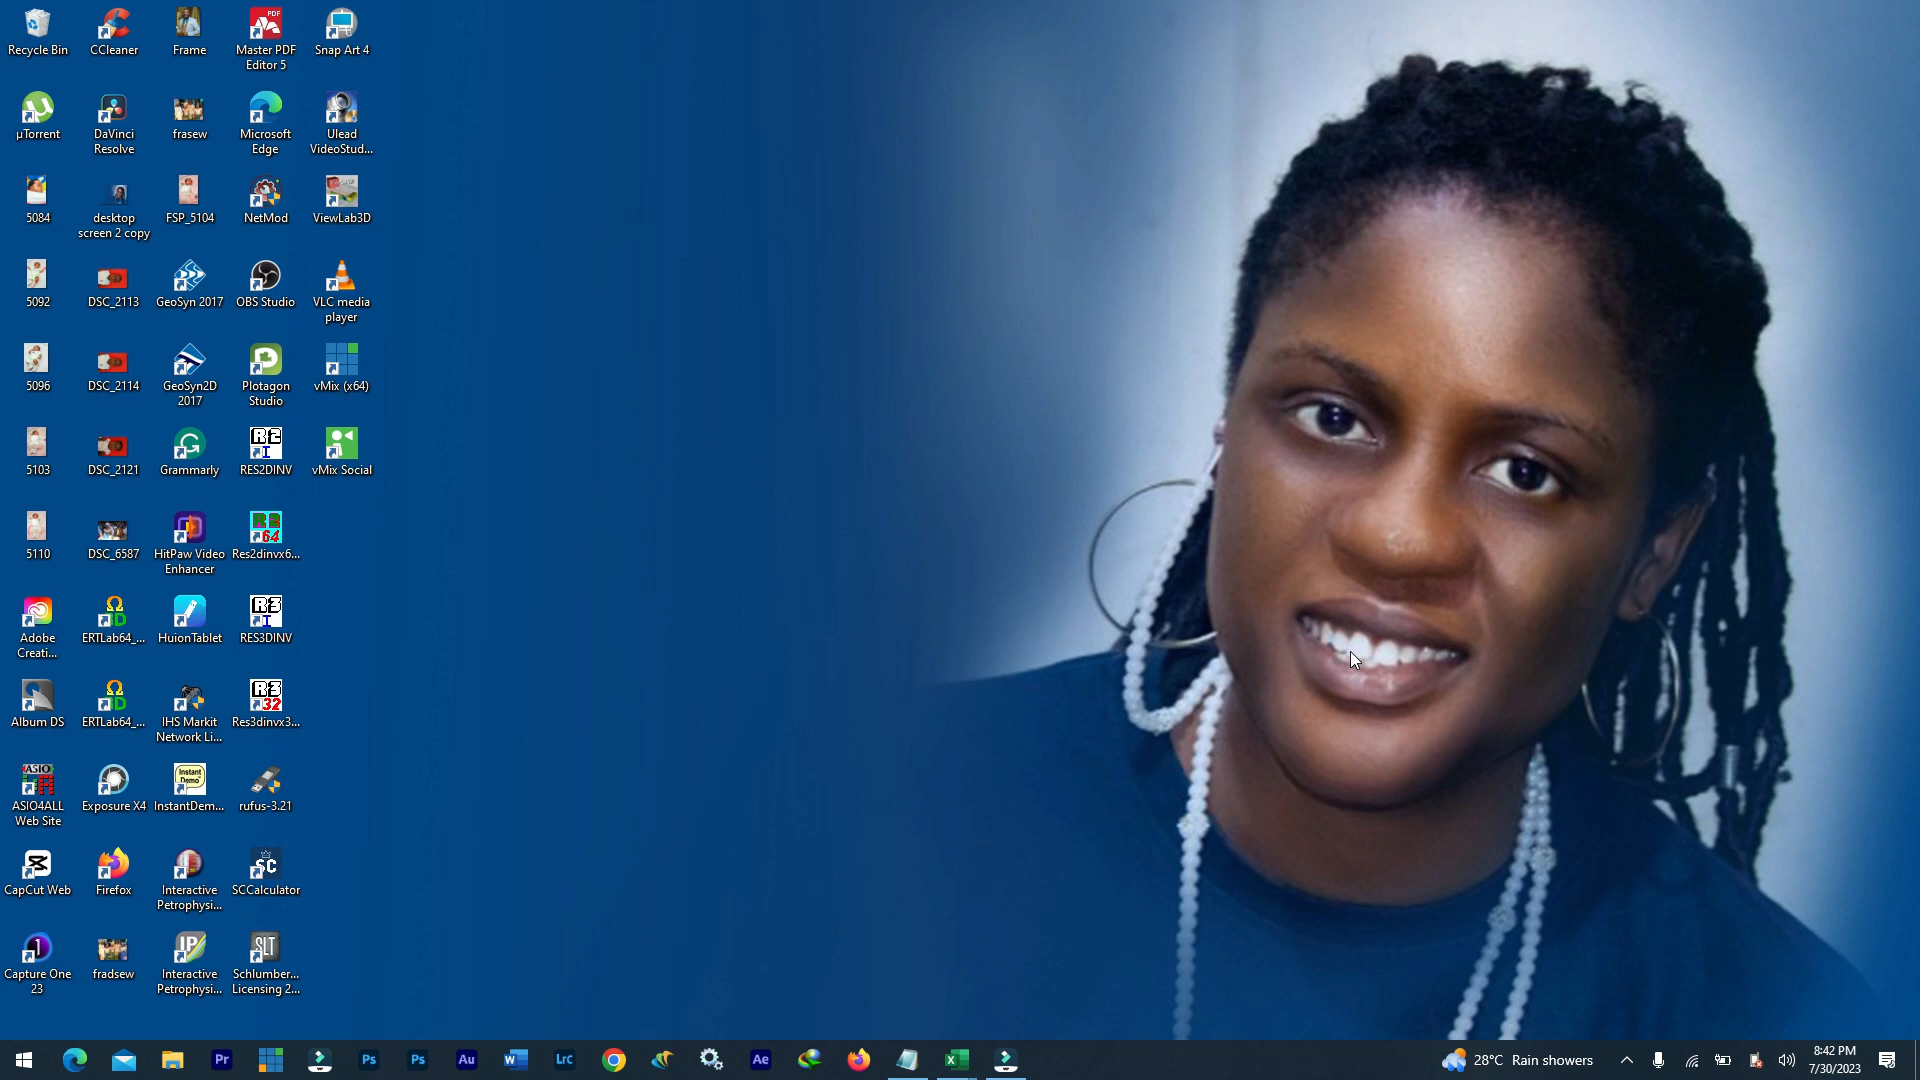 Recycle Bin
CCleaner
Frame
Master PDF
Editor 5
Snap Art 4
µTorrent
DaVinci
Resolve
frasew
Microsoft
Edge
Ulead
VideoStud...
5084
desktop
screen 2 copy
FSP_5104
NetMod
ViewLab3D
5092
DSC_2113
GeoSyn 2017
OBS Studio
VLC media
player
5096
DSC_2114
GeoSyn2D
2017
Plotagon
Studio
vMix (x64)
5103
DSC_2121
Grammarly
RES2DINV
vMix Social
5110
DSC_6587
HitPaw Video
Enhancer
Res2dinvx6...
Adobe
Creati...
ERTLab64_...
HuionTablet
RES3DINV
Album DS
ERTLab64_...
IHS Markit
Network Li...
Res3dinvx3...
ASIO4ALL
Web Site
Exposure X4
InstantDem...
rufus-3.21
CapCut Web
Firefox
Interactive
Petrophysi...
SCCalculator
Capture One
23
fradsew
Interactive
Petrophysi...
Schlumber...
Licensing 2...
28°C Rain showers
8:42 PM
7/30/2023